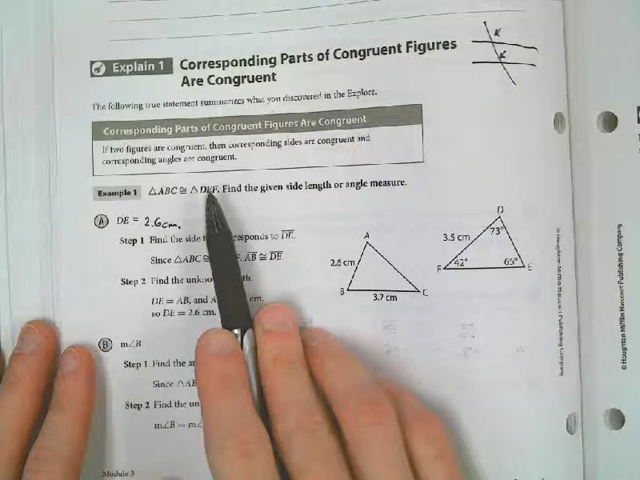 Explain 1 Corresponding Parts of Congruent Figures
Are Congruent
The following true statement summarizes what you discovered in the Explore.
Corresponding Parts of Congruent Figures Are Congruent
If two figures are congruent, then corresponding sides are congruent and
corresponding angles are congruent.
Example 1 △ABC ≅ △DEF. Find the given side length or angle measure.
A DE = 2.6cm.
Step 1 Find the side responds to DE.
Since △ABC ≅ F, AB ≅ DE
Step 2 Find the unkno th.
DE = AB, and A cm,
so DE = 2.6 cm.
B m∠B
Step 1 Find the
Since △AB
Step 2 Find the un
m∠B = m∠
A
2.6 cm
B
C
3.7 cm
D
3.5 cm
73°
F
42°
65°
E
Module 3
© Houghton Mifflin Harcourt Publishing Company